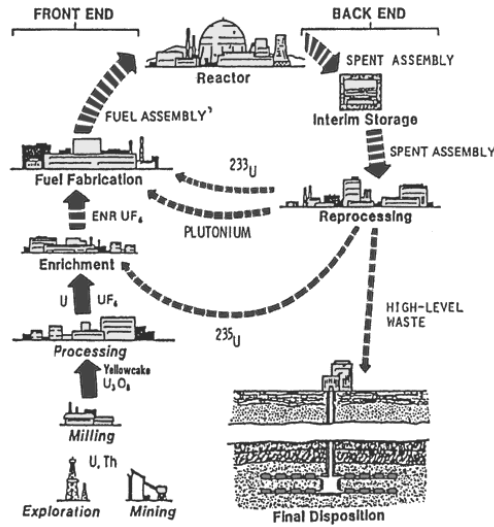 FRONT END
BACK END
Reactor
SPENT ASSEMBLY
Interim Storage
FUEL ASSEMBLY
SPENT ASSEMBLY
Fuel Fabrication
233U
Reprocessing
ENR UF₆
PLUTONIUM
Enrichment
U UF₆
235U
HIGH-LEVEL
WASTE
Processing
Yellowcake
U₃O₈
Milling
U, Th
Exploration
Mining
Final Disposition